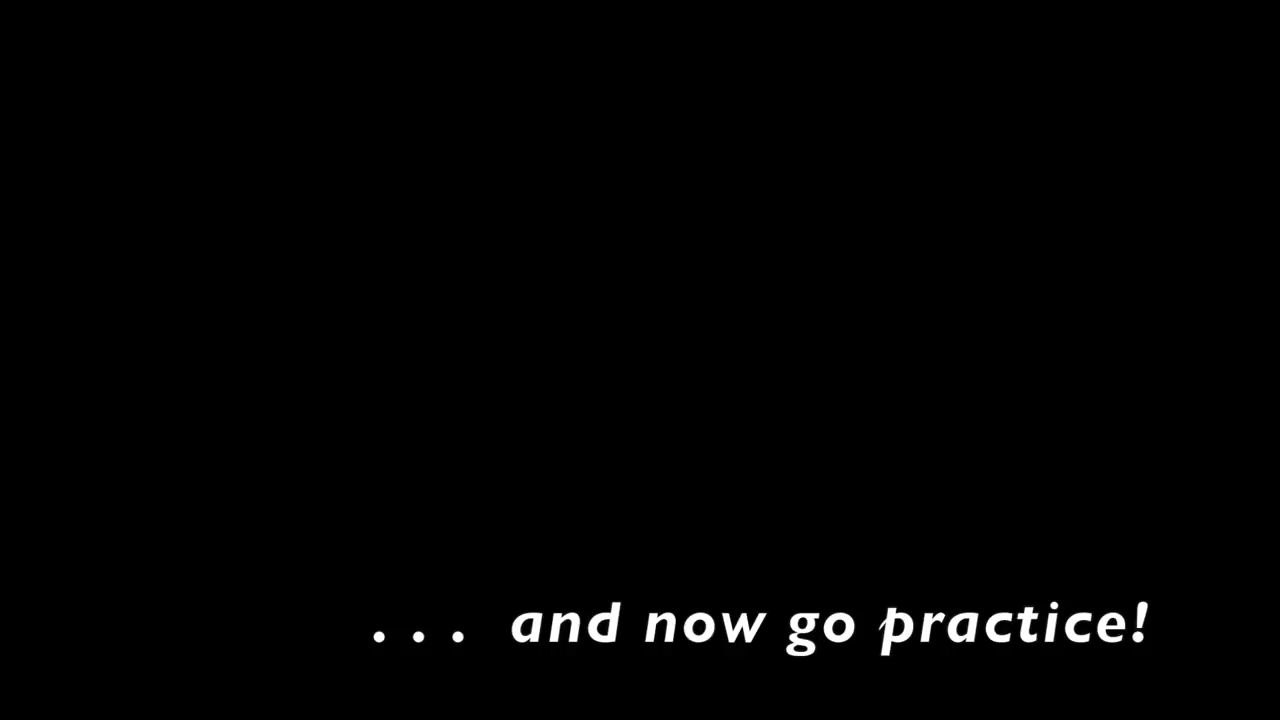 . . . and now go practice!